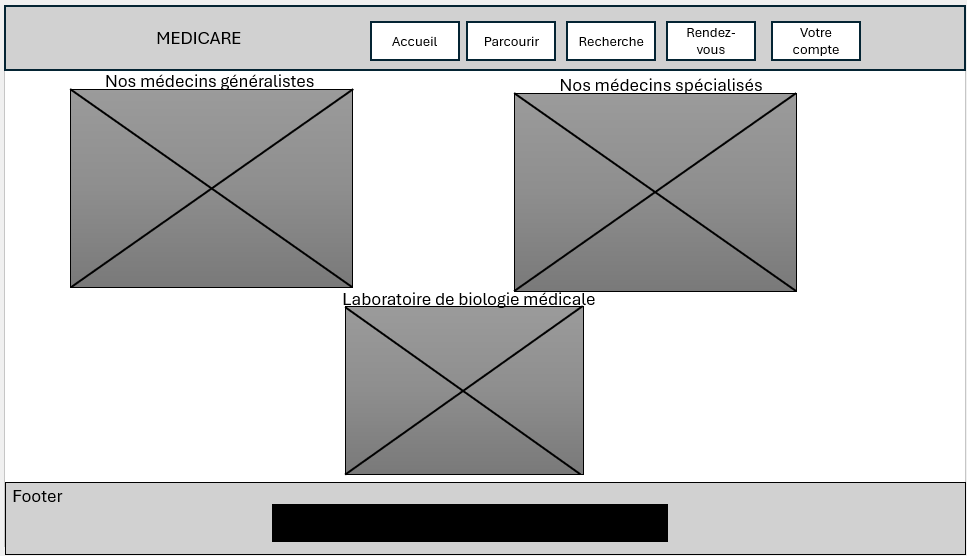 MEDICARE
Accueil
Parcourir
Recherche
Rendez-
vous
Votre
compte
Nos médecins généralistes
Nos médecins spécialisés
Laboratoire de biologie médicale
Footer